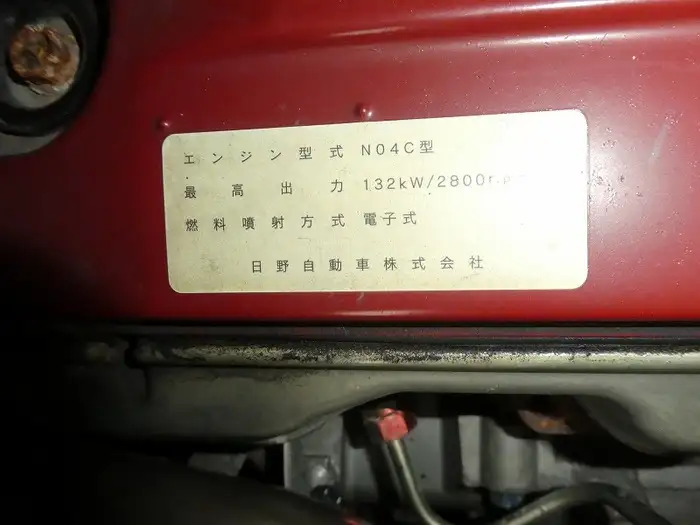 エンジン型式 N04C型
最高出力 132kW/2800r.p
燃料噴射方式 電子式
日野自動車株式会社